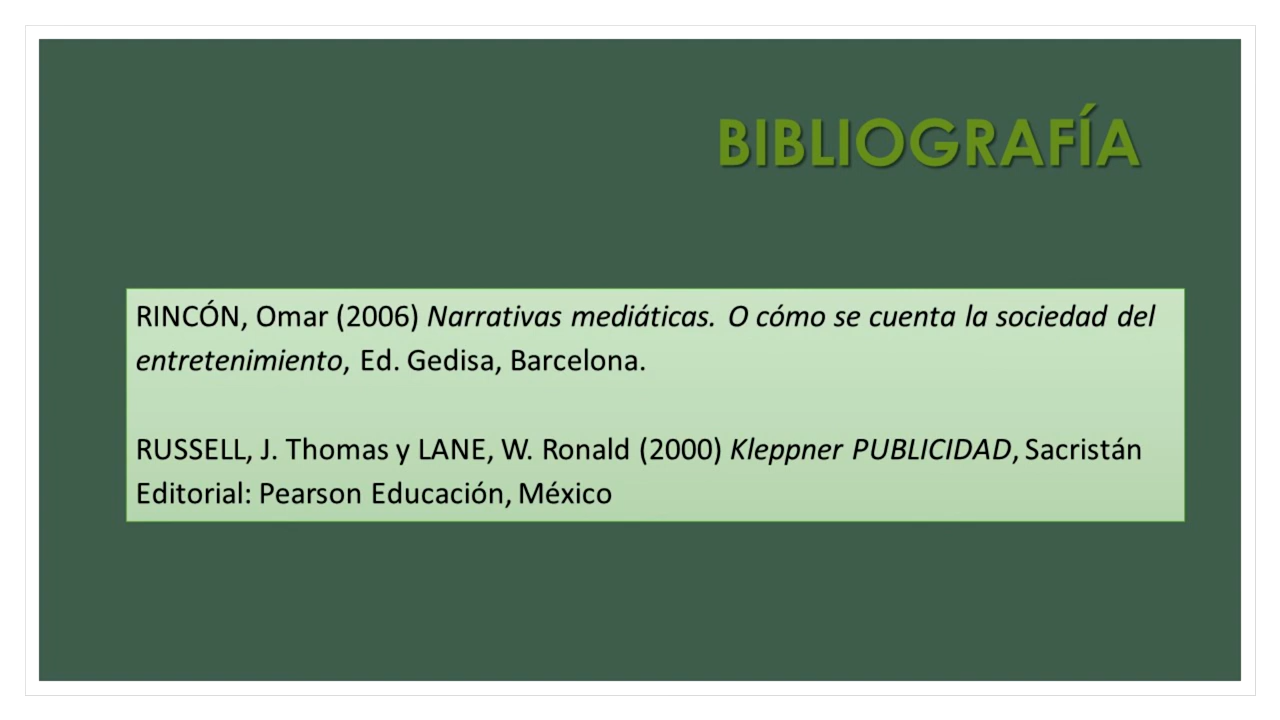 BIBLIOGRAFÍA
RINCÓN, Omar (2006) Narrativas mediáticas. O cómo se cuenta la sociedad del
entretenimiento, Ed. Gedisa, Barcelona.
RUSSELL, J. Thomas y LANE, W. Ronald (2000) Kleppner PUBLICIDAD, Sacristán
Editorial: Pearson Educación, México